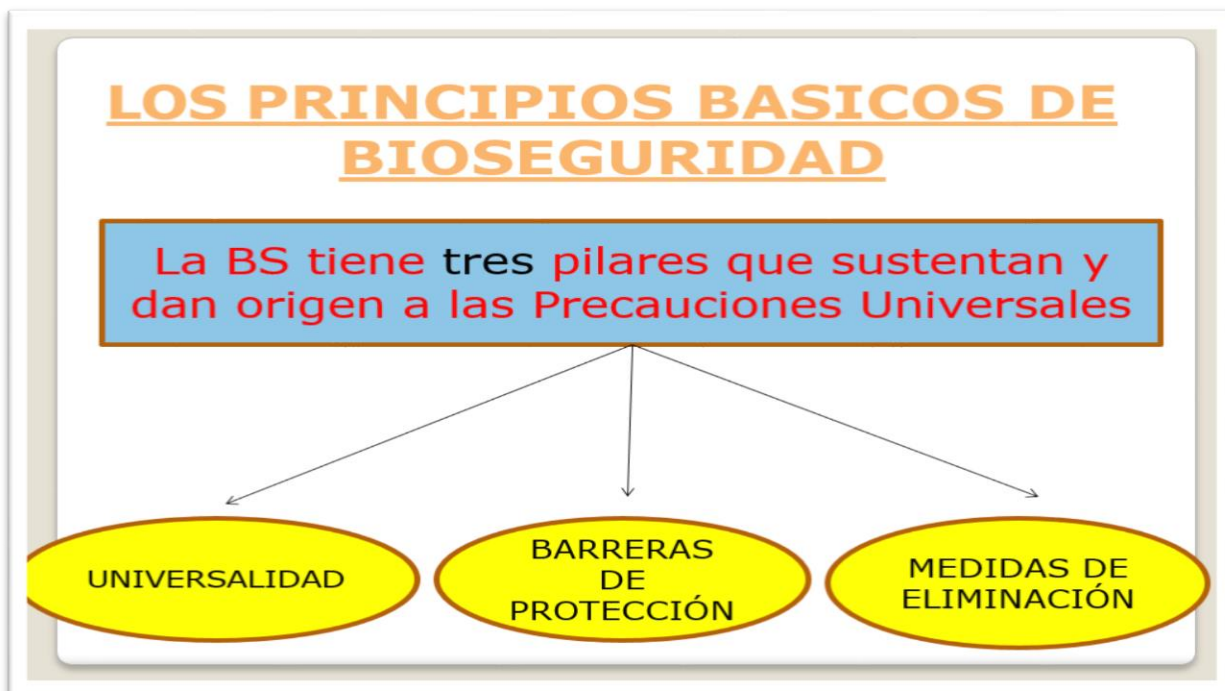 LOS PRINCIPIOS BASICOS DE
BIOSEGURIDAD
La BS tiene tres pilares que sustentan y
dan origen a las Precauciones Universales
UNIVERSALIDAD
BARRERAS
DE
PROTECCIÓN
MEDIDAS DE
ELIMINACIÓN